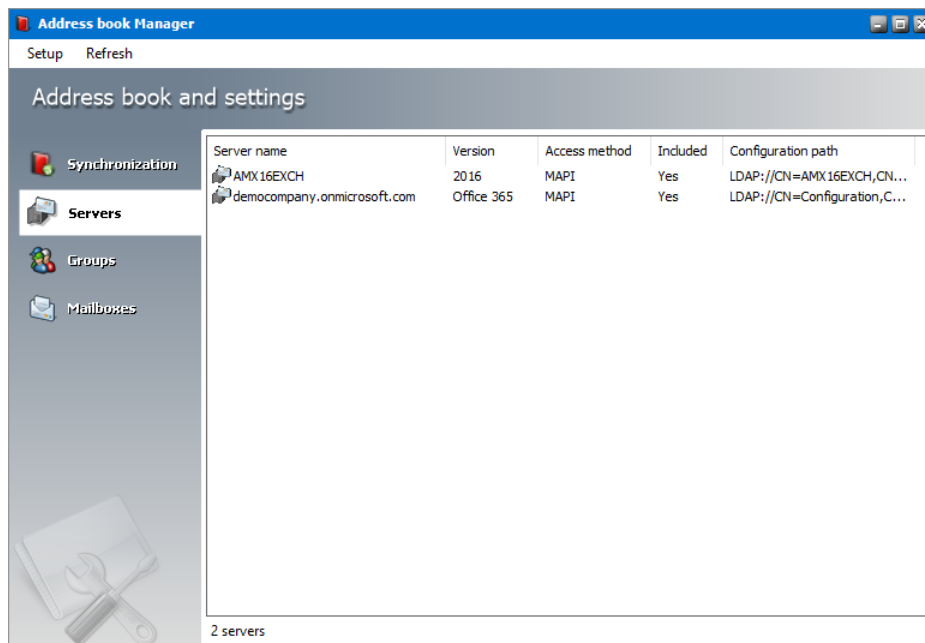 Address book Manager
Setup Refresh
Address book and settings
Synchronization
Servers
Groups
Mailboxes
Server name Version Access method Included Configuration path
AMX16EXCH 2016 MAPI Yes LDAP://CN=AMX16EXCH,CN...
democompany.onmicrosoft.com Office 365 MAPI Yes LDAP://CN=Configuration,C...
2 servers